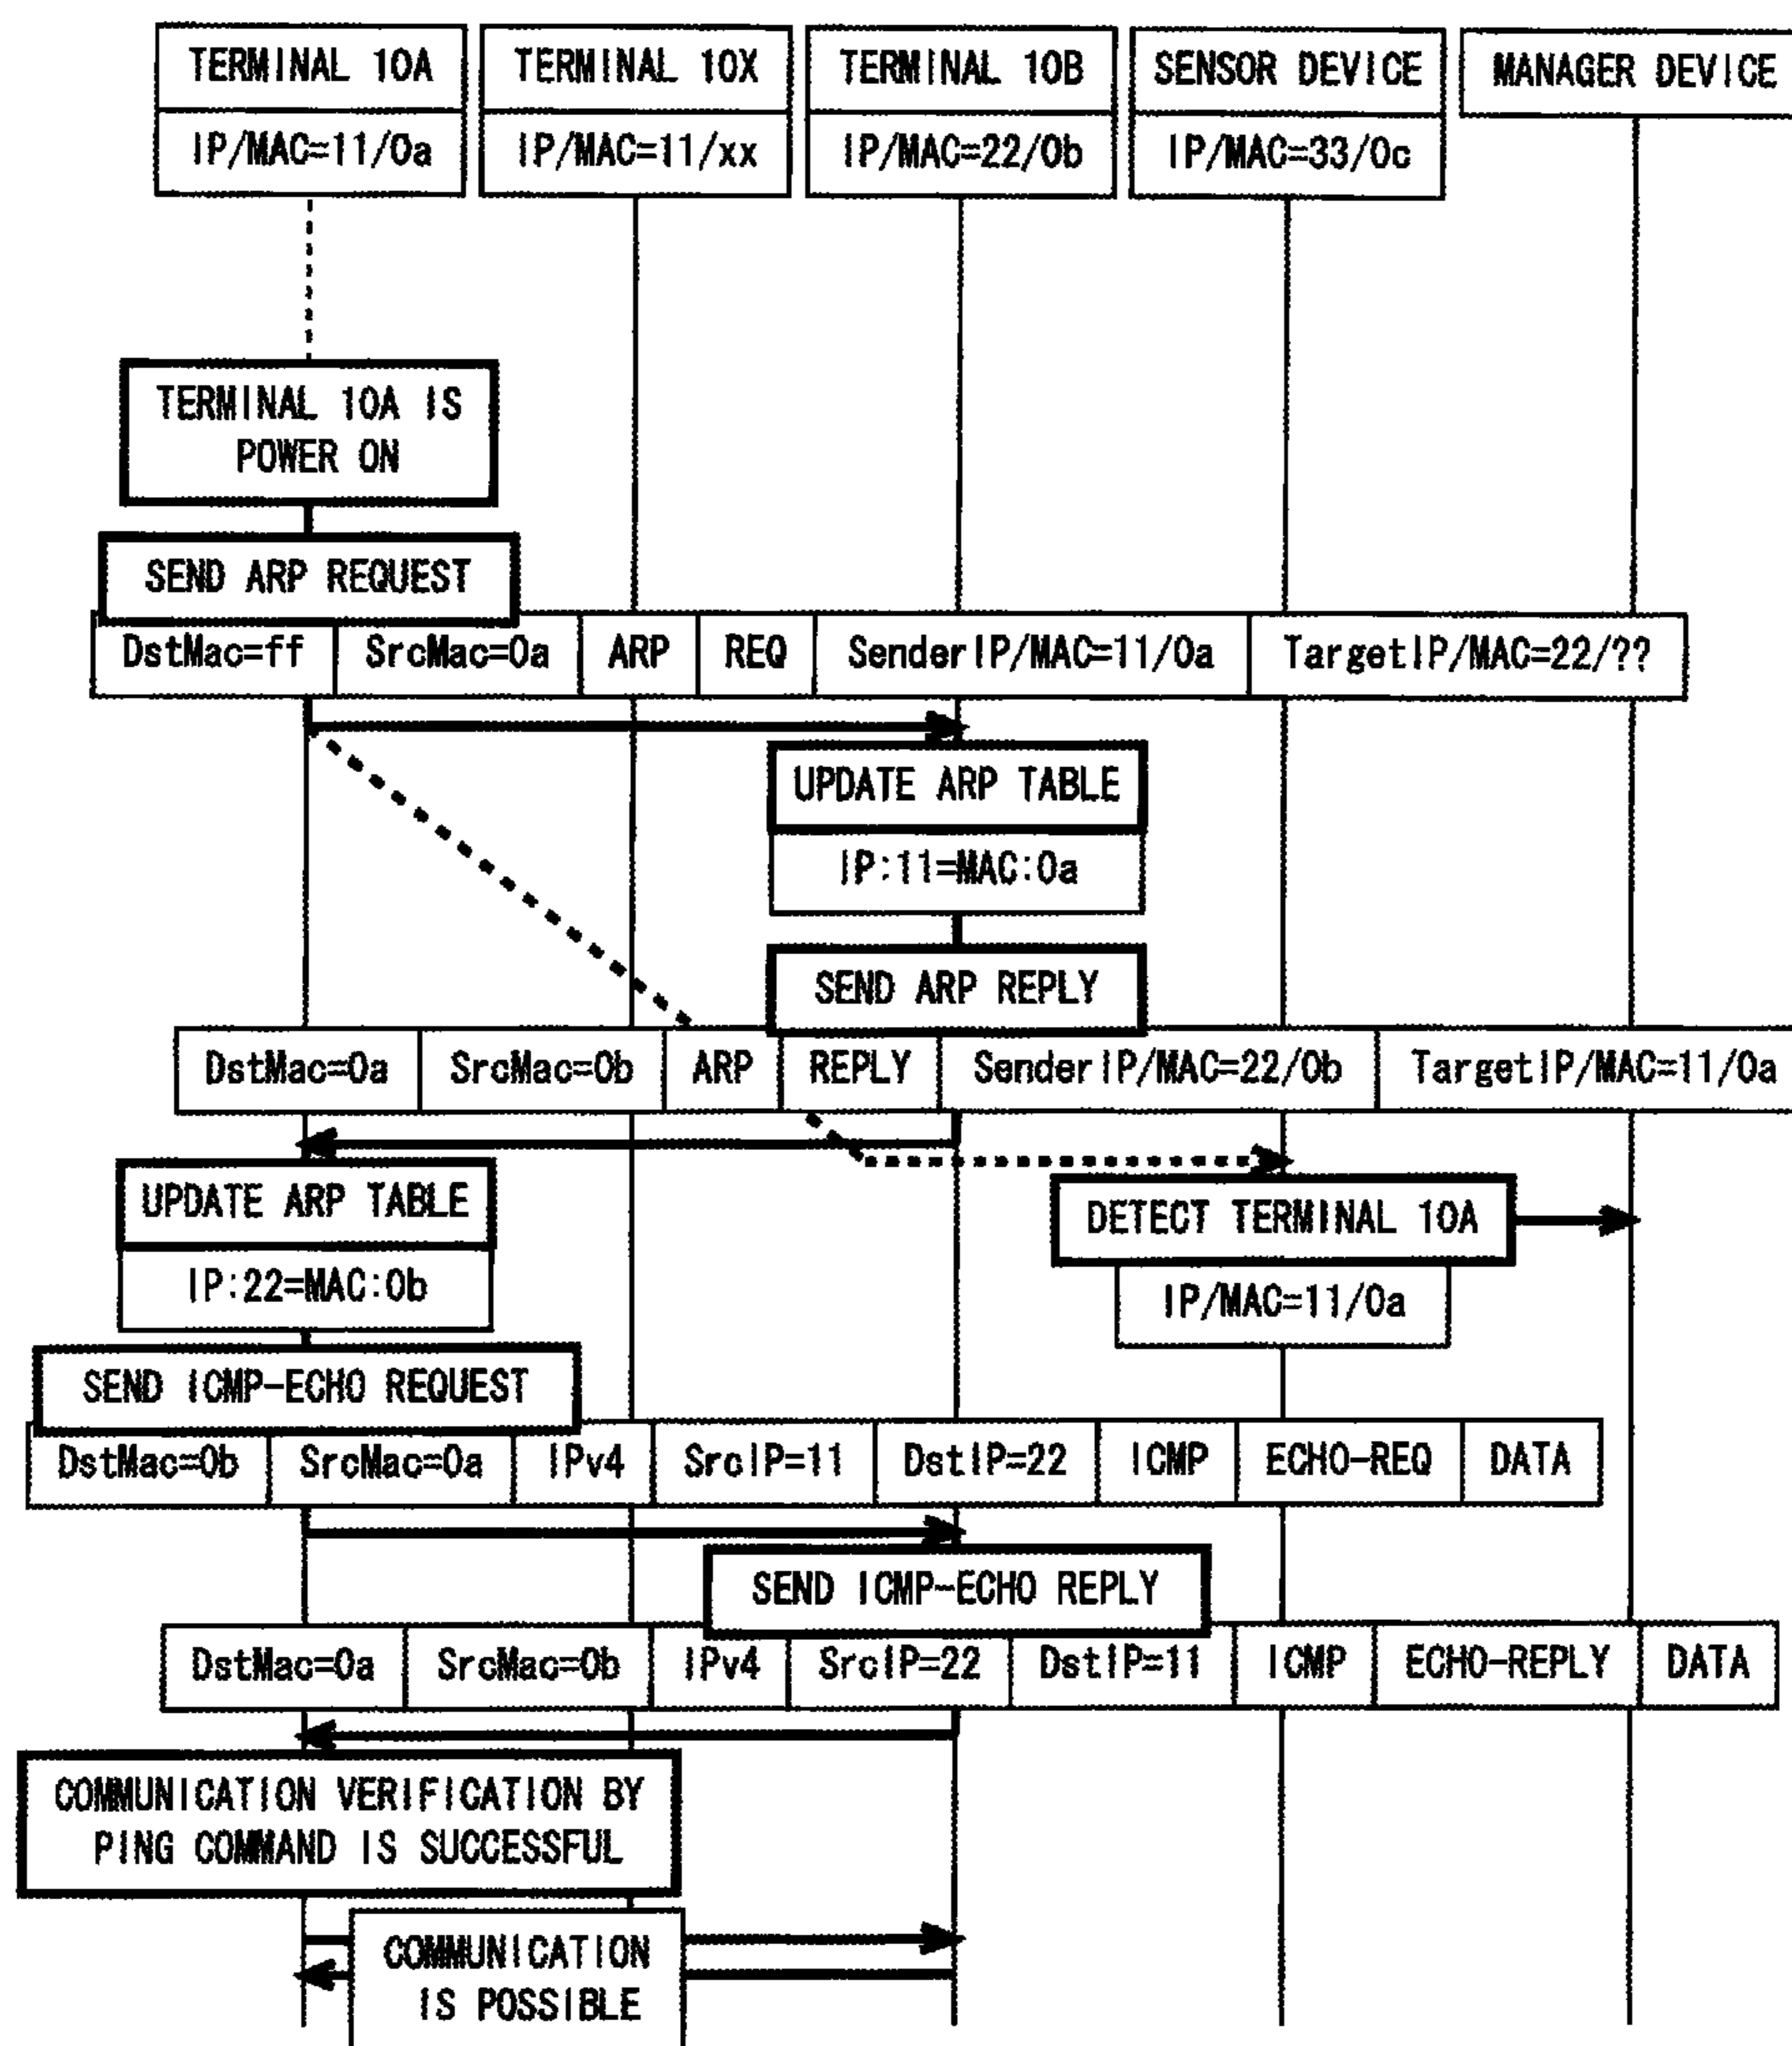 TERMINAL 10A
TERMINAL 10X
TERMINAL 10B
SENSOR DEVICE
MANAGER DEVICE
IP/MAC=11/0a
IP/MAC=11/xx
IP/MAC=22/0b
IP/MAC=33/0c
TERMINAL 10A IS
POWER ON
SEND ARP REQUEST
DstMac=ff SrcMac=0a ARP REQ SenderIP/MAC=11/0a TargetIP/MAC=22/??
UPDATE ARP TABLE
IP:11=MAC:0a
SEND ARP REPLY
DstMac=0a SrcMac=0b ARP REPLY SenderIP/MAC=22/0b TargetIP/MAC=11/0a
UPDATE ARP TABLE
IP:22=MAC:0b
DETECT TERMINAL 10A
IP/MAC=11/0a
SEND ICMP-ECHO REQUEST
DstMac=0b SrcMac=0a IPv4 SrcIP=11 DstIP=22 ICMP ECHO-REQ DATA
SEND ICMP-ECHO REPLY
DstMac=0a SrcMac=0b IPv4 SrcIP=22 DstIP=11 ICMP ECHO-REPLY DATA
COMMUNICATION VERIFICATION BY
PING COMMAND IS SUCCESSFUL
COMMUNICATION
IS POSSIBLE